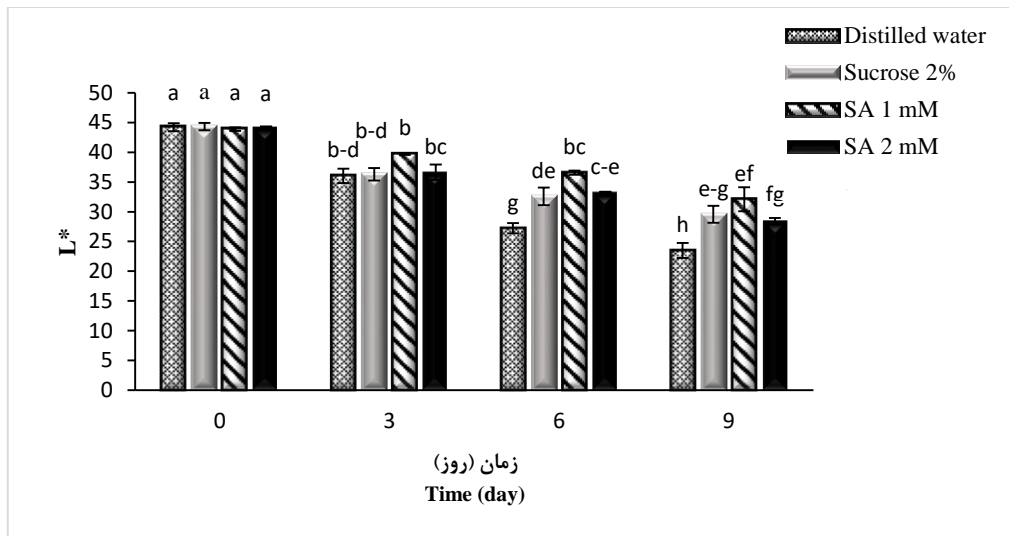 Distilled water
Sucrose 2%
SA 1 mM
SA 2 mM
L*
50
45
40
35
30
25
20
15
10
5
0
a a a a
b-d b-d b bc
g de bc c-e
h e-g ef fg
0 3 6 9
زمان (روز)
Time (day)